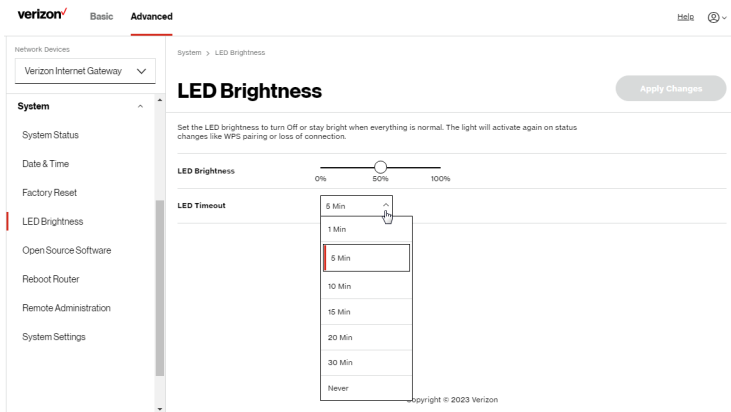 verizon
Basic
Advanced
Help
Network Devices
Verizon Internet Gateway
System
System Status
Date & Time
Factory Reset
LED Brightness
Open Source Software
Reboot Router
Remote Administration
System Settings
System > LED Brightness
LED Brightness
Apply Changes
Set the LED brightness to turn Off or stay bright when everything is normal. The light will activate again on status
changes like WPS pairing or loss of connection.
LED Brightness
0% 50% 100%
LED Timeout
5 Min
1 Min
5 Min
10 Min
15 Min
20 Min
30 Min
Never
Copyright © 2023 Verizon